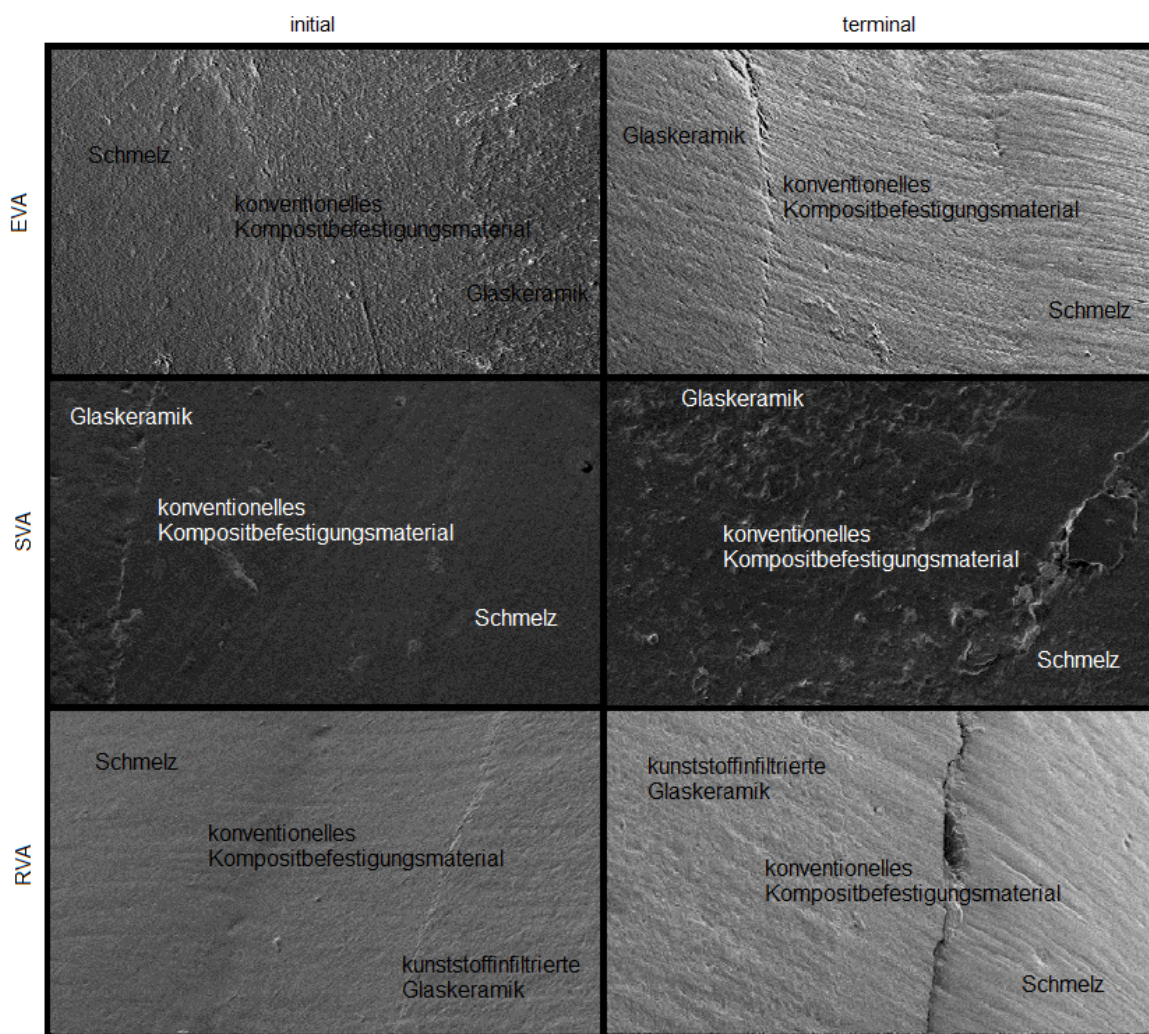 initial
terminal
EVA
Schmelz
konventionelles
Kompositbefestigungsmaterial
Glaskeramik
Glaskeramik
konventionelles
Kompositbefestigungsmaterial
Schmelz
SVA
Glaskeramik
konventionelles
Kompositbefestigungsmaterial
Schmelz
Glaskeramik
konventionelles
Kompositbefestigungsmaterial
Schmelz
RVA
Schmelz
konventionelles
Kompositbefestigungsmaterial
kunststoffinfiltrierte
Glaskeramik
kunststoffinfiltrierte
Glaskeramik
konventionelles
Kompositbefestigungsmaterial
Schmelz